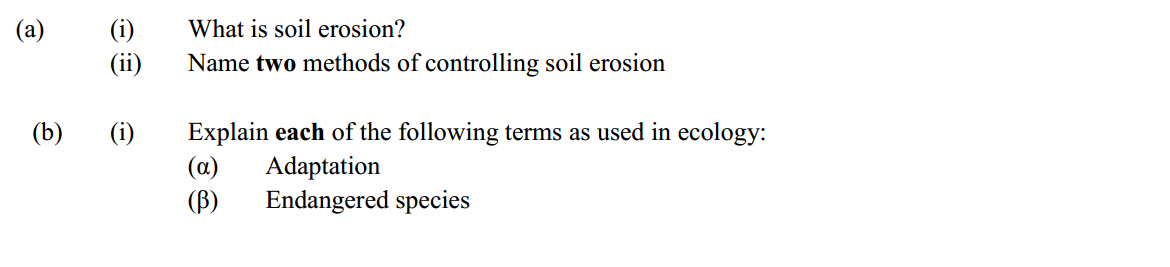 (a) (i) What is soil erosion?
(ii) Name two methods of controlling soil erosion
(b) (i) Explain each of the following terms as used in ecology:
(α) Adaptation
(β) Endangered species